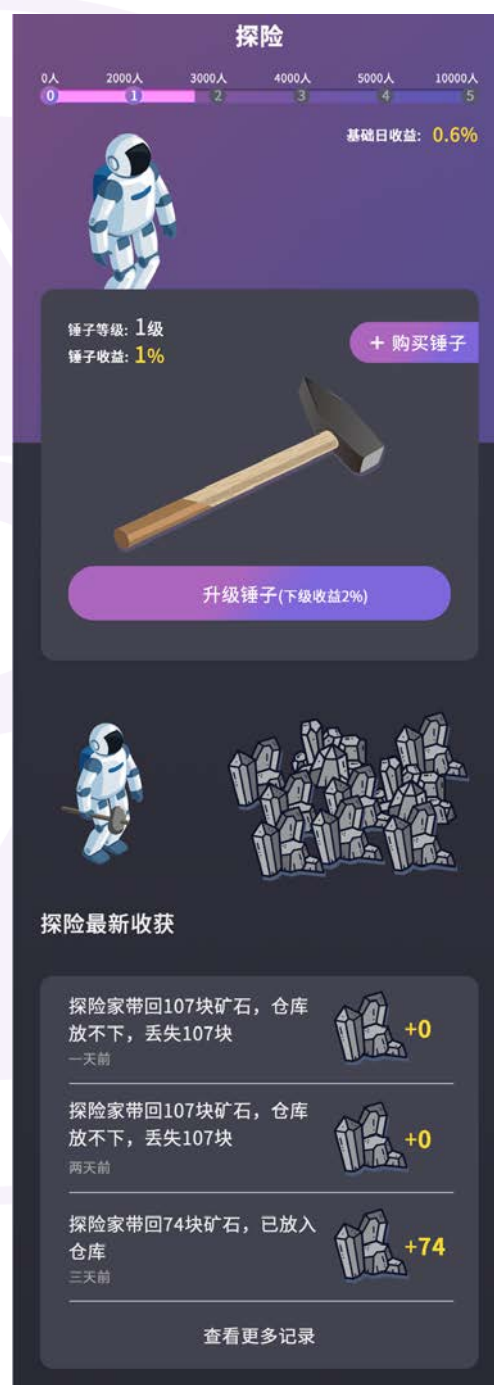 探险
0人 2000人 3000人 4000人 5000人 10000人
0 1 2 3 4 5
基础日收益: 0.6%
锤子等级: 1级
锤子收益: 1%
+ 购买锤子
升级锤子(下级收益2%)
探险最新收获
探险家带回107块矿石，仓库
放不下，丢失107块
+0
一天前
探险家带回107块矿石，仓库
放不下，丢失107块
+0
两天前
探险家带回74块矿石，已放入
仓库
+74
三天前
查看更多记录